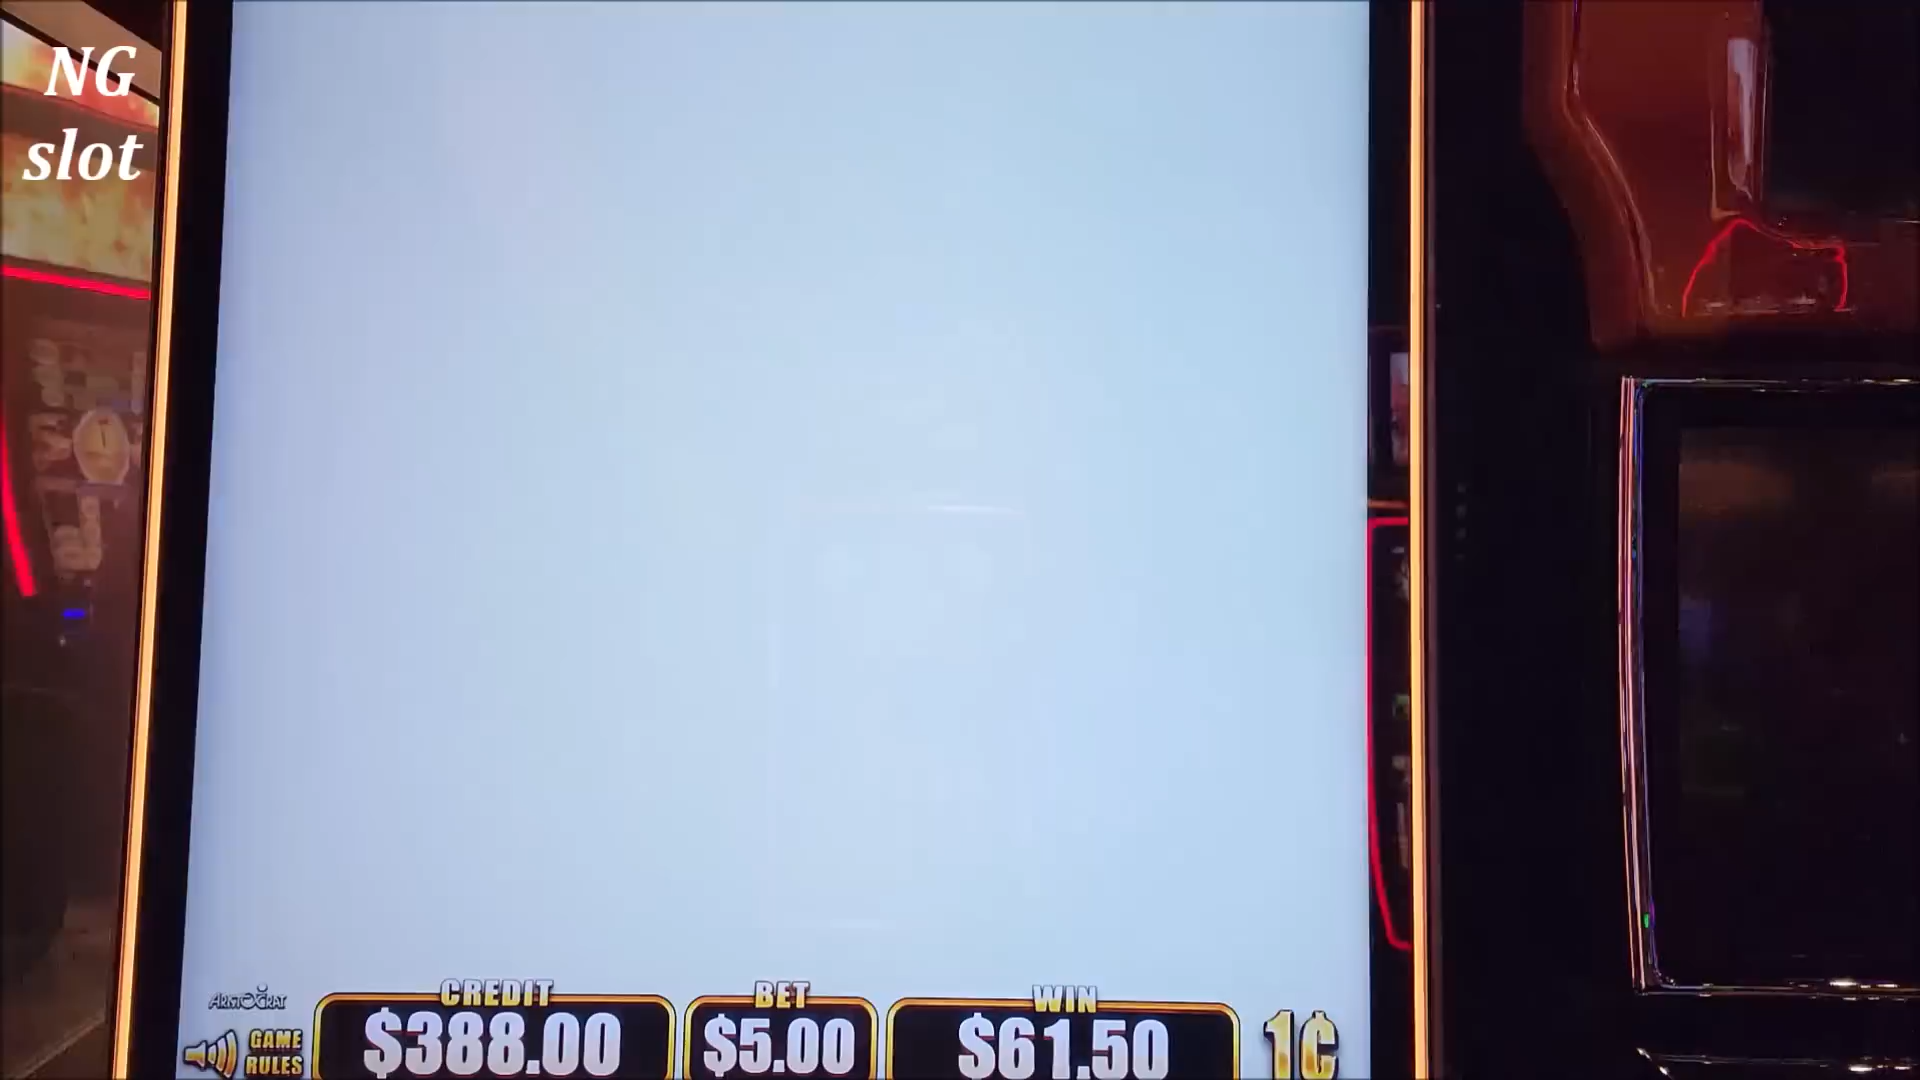 NG
slot
ARISTOCRAT
GAME
RULES
CREDIT
$388.00
BET
$5.00
WIN
$61.50
1¢